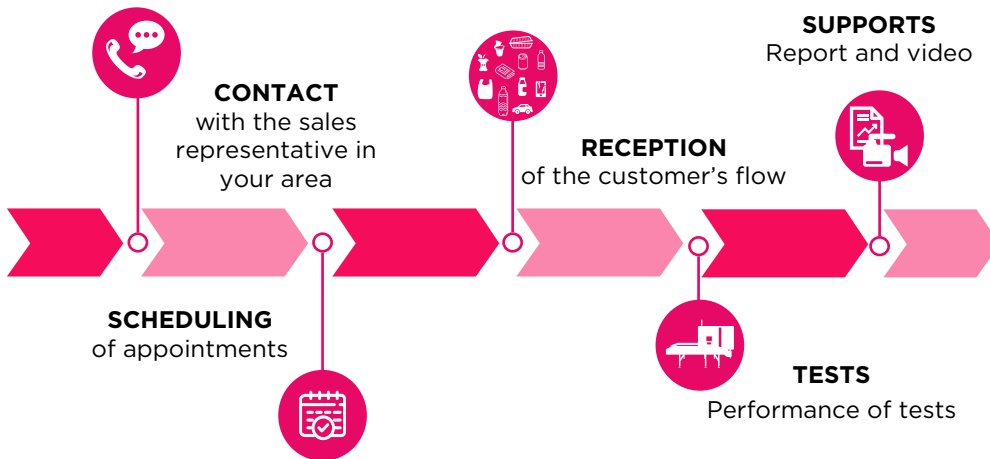 CONTACT
with the sales
representative in
your area
SCHEDULING
of appointments
RECEPTION
of the customer’s flow
TESTS
Performance of tests
SUPPORTS
Report and video